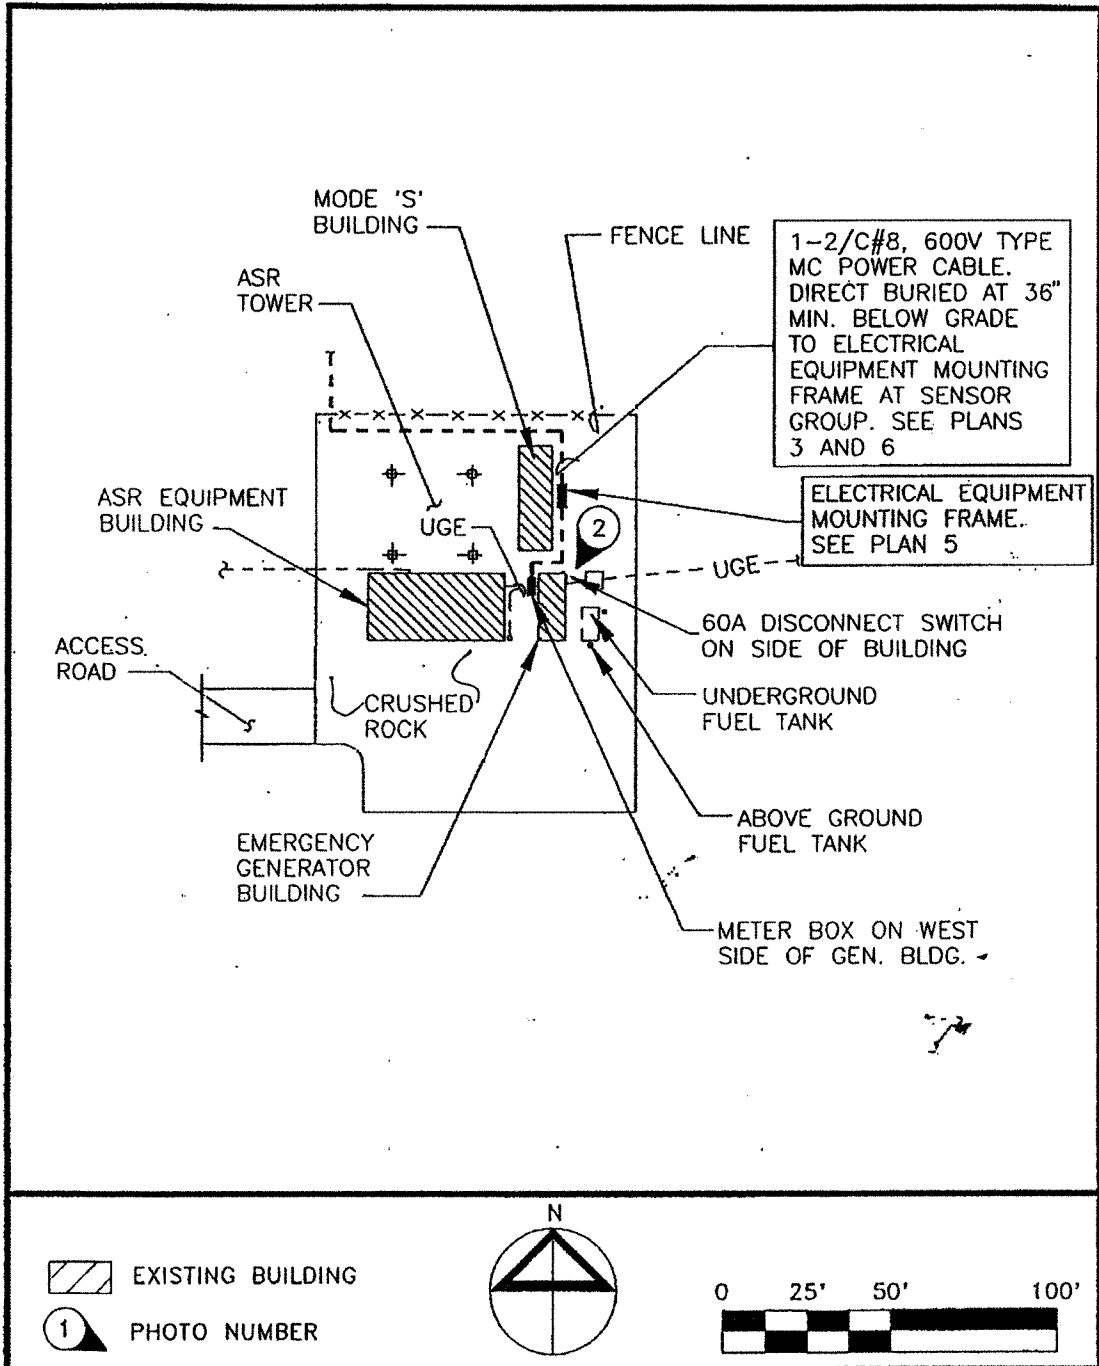 MODE 'S'
BUILDING
FENCE LINE
ASR
TOWER
1-2/C#8, 600V TYPE
MC POWER CABLE.
DIRECT BURIED AT 36"
MIN. BELOW GRADE
TO ELECTRICAL
EQUIPMENT MOUNTING
FRAME AT SENSOR
GROUP. SEE PLANS
3 AND 6
ASR EQUIPMENT
BUILDING
UGE
2
ELECTRICAL EQUIPMENT
MOUNTING FRAME.
SEE PLAN 5
UGE
60A DISCONNECT SWITCH
ON SIDE OF BUILDING
ACCESS
ROAD
CRUSHED
ROCK
UNDERGROUND
FUEL TANK
ABOVE GROUND
FUEL TANK
EMERGENCY
GENERATOR
BUILDING
METER BOX ON WEST
SIDE OF GEN. BLDG.
EXISTING BUILDING
1 PHOTO NUMBER
N
0 25' 50' 100'